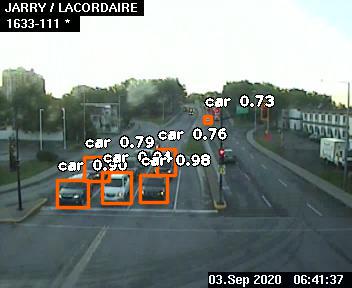 JARRY / LACORDAIRE
1633-111 *
car 0.73
car 0.76
car 0.79
car 0.98
03.Sep 2020 06:41:37